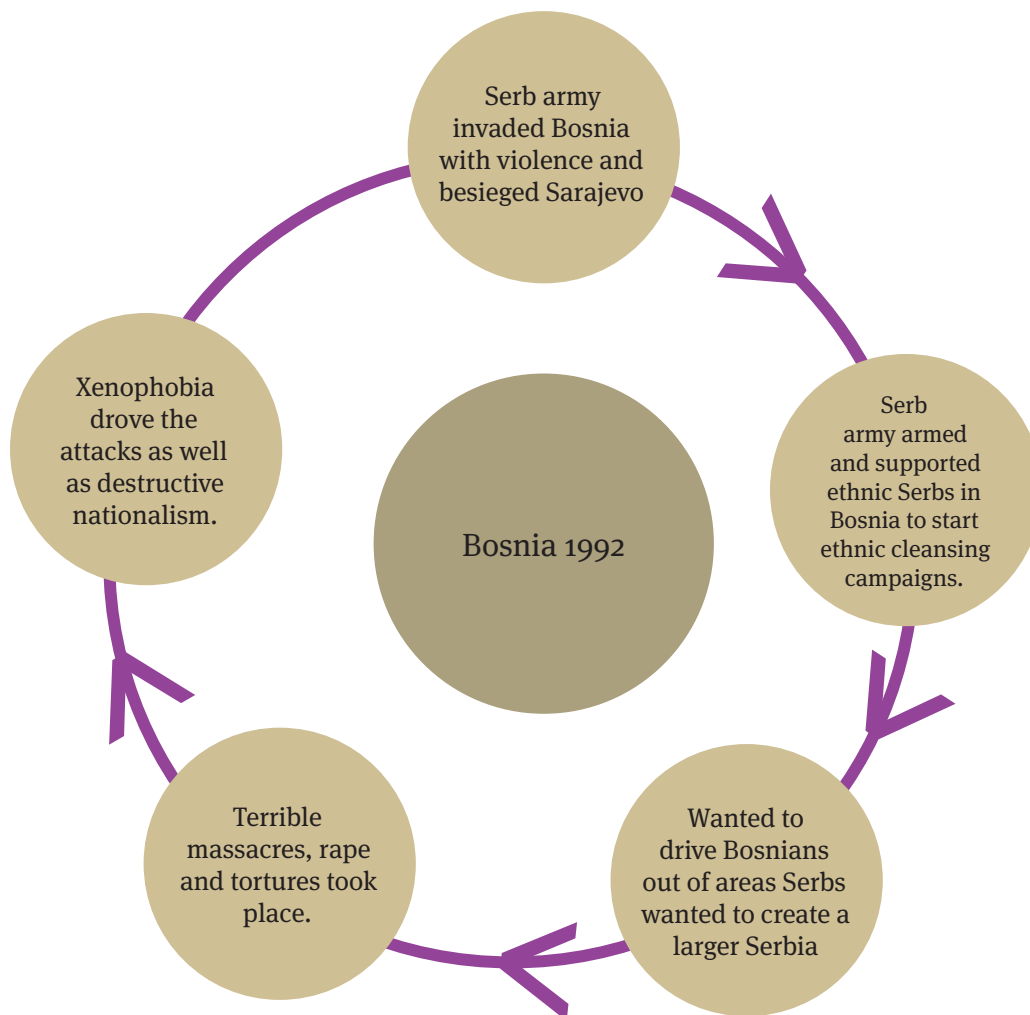 Serb army
invaded Bosnia
with violence and
besieged Sarajevo
Serb
army armed
and supported
ethnic Serbs in
Bosnia to start
ethnic cleansing
campaigns.
Wanted to
drive Bosnians
out of areas Serbs
wanted to create a
larger Serbia
Terrible
massacres, rape
and tortures took
place.
Xenophobia
drove the
attacks as well
as destructive
nationalism.
Bosnia 1992